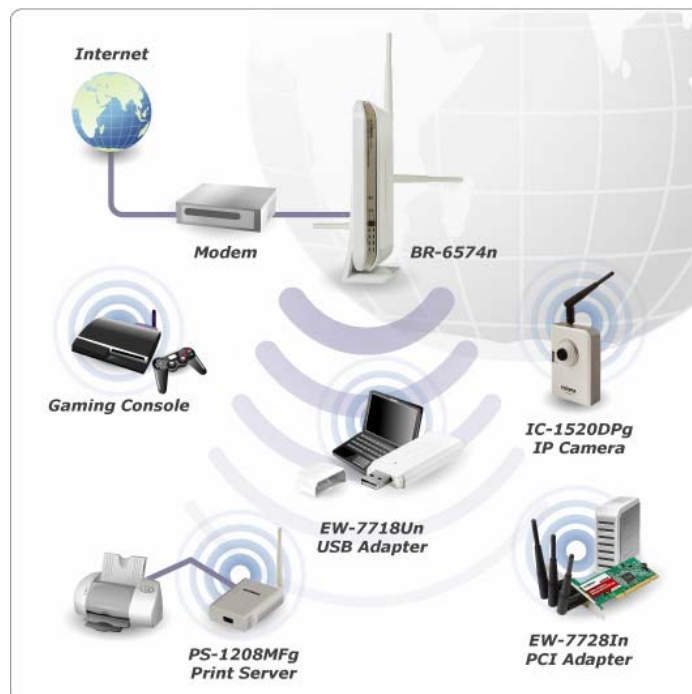 Internet
Modem
BR-6574n
Gaming Console
IC-1520DPg
IP Camera
EW-7718Un
USB Adapter
PS-1208MFg
Print Server
EW-7728In
PCI Adapter